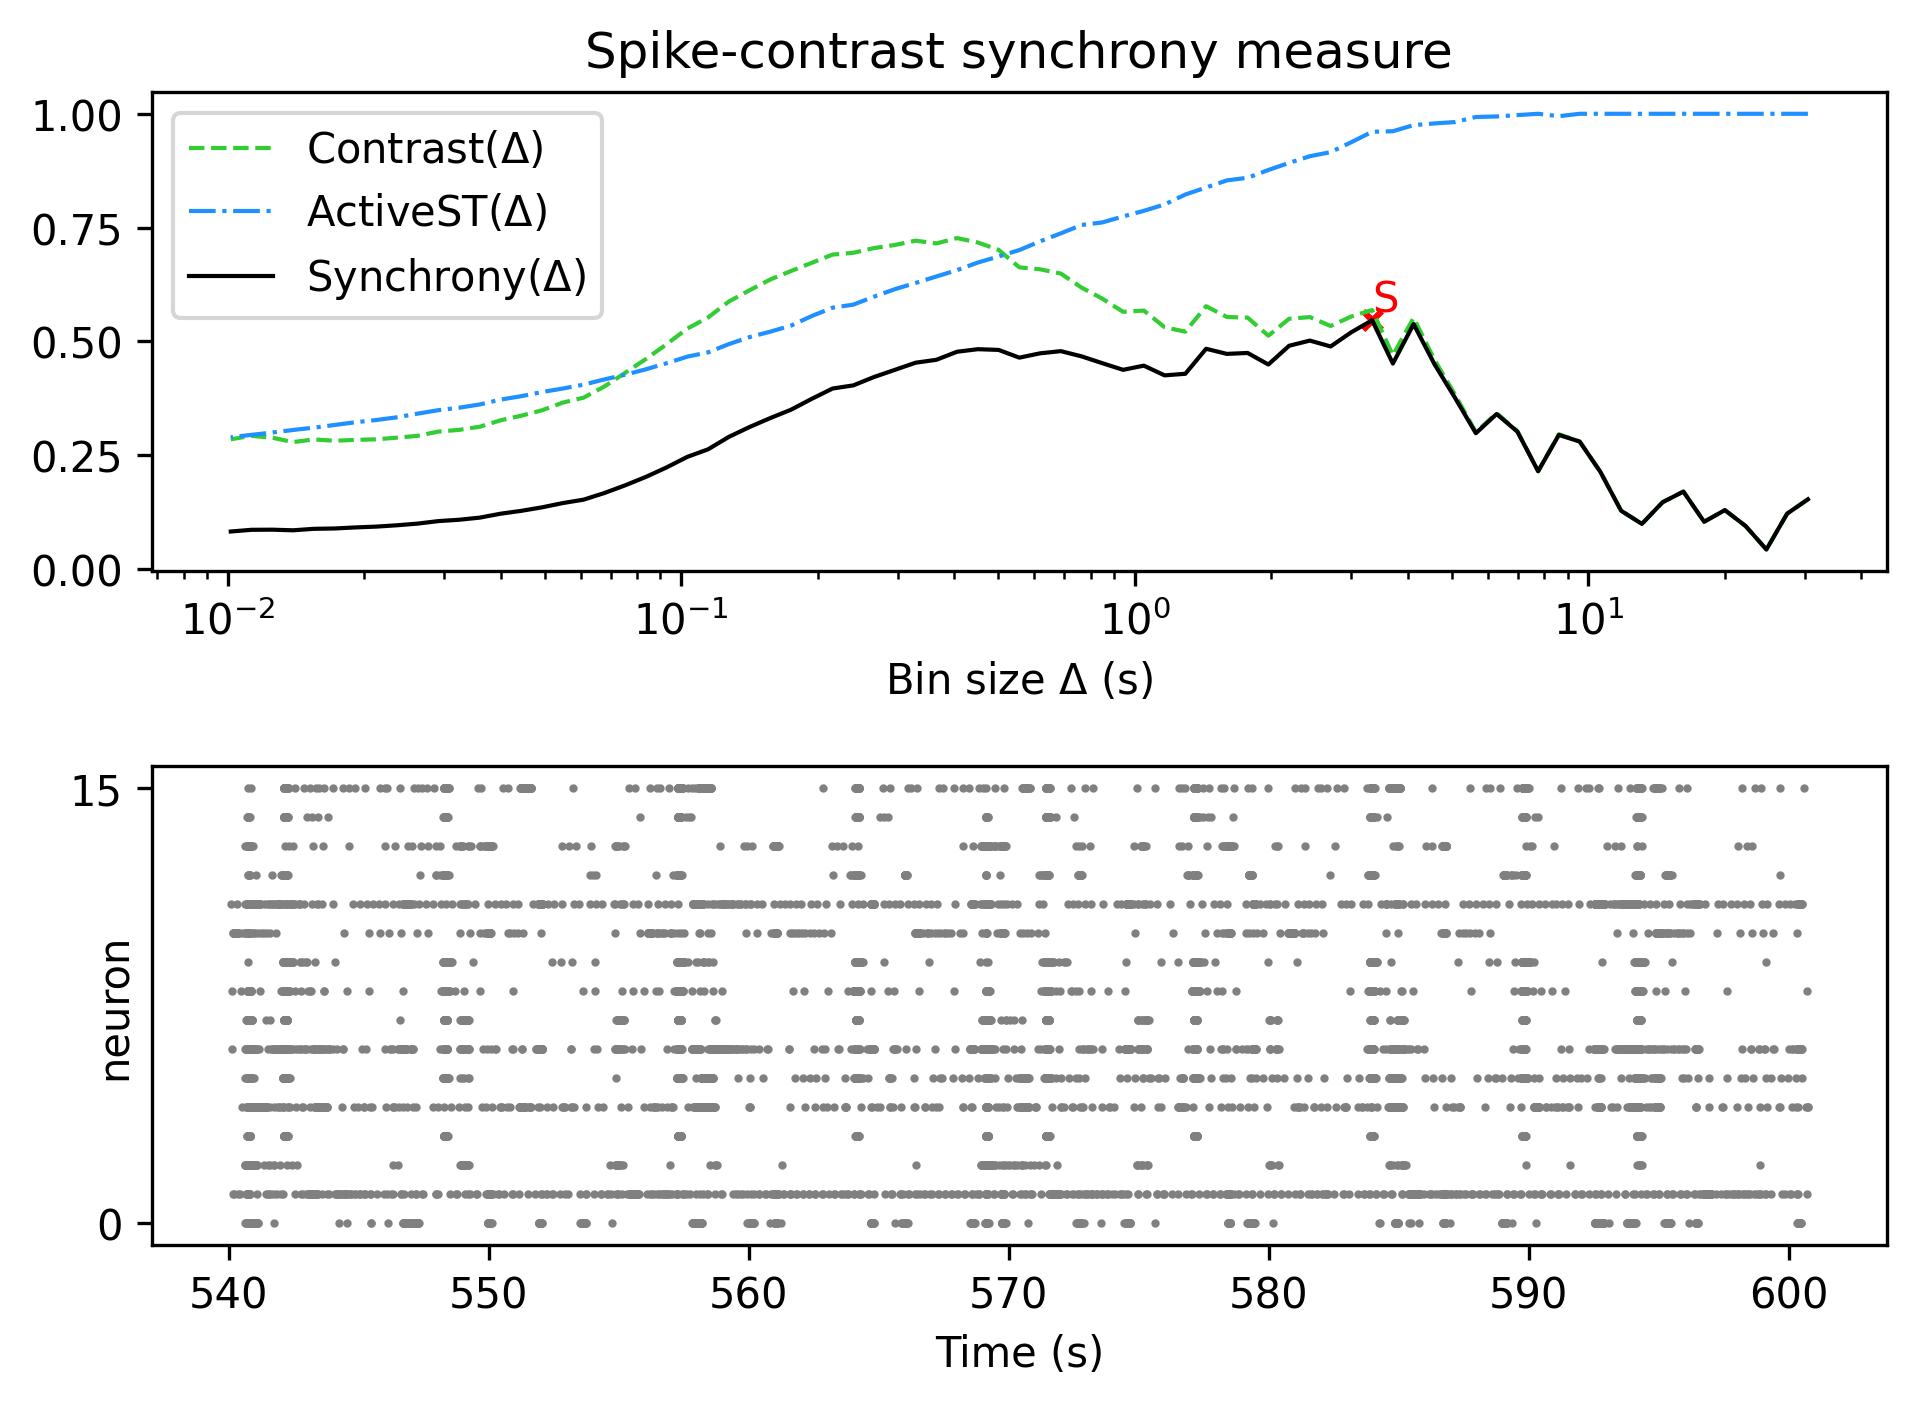 Spike-contrast synchrony measure
1.00
0.75
0.50
0.25
0.00
Contrast(Δ)
ActiveST(Δ)
Synchrony(Δ)
S
10⁻² 10⁻¹ 10⁰ 10¹
Bin size Δ (s)
15
0
neuron
540 550 560 570 580 590 600
Time (s)